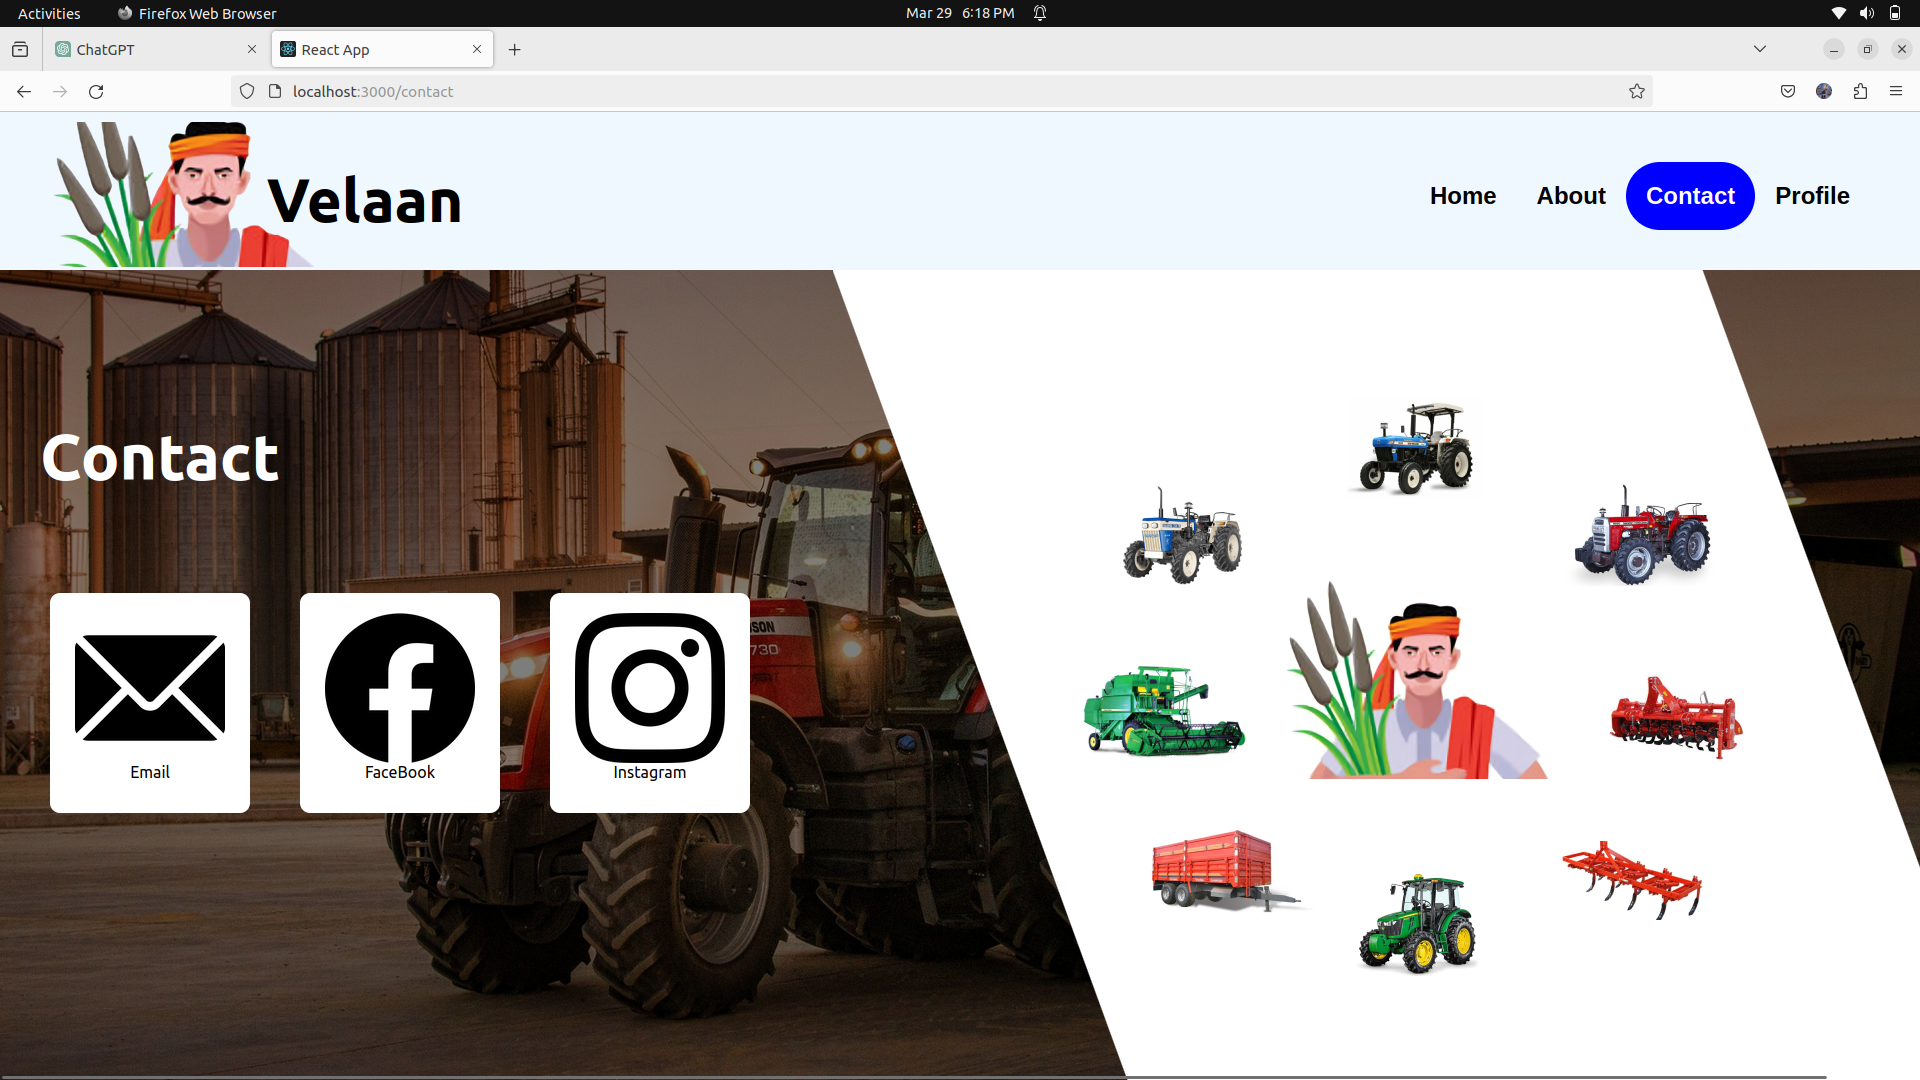 Activities
Firefox Web Browser
Mar 29 6:18 PM
ChatGPT
React App
localhost:3000/contact
Velaan
Home
About
Contact
Profile
Contact
SON
730
Email
FaceBook
Instagram